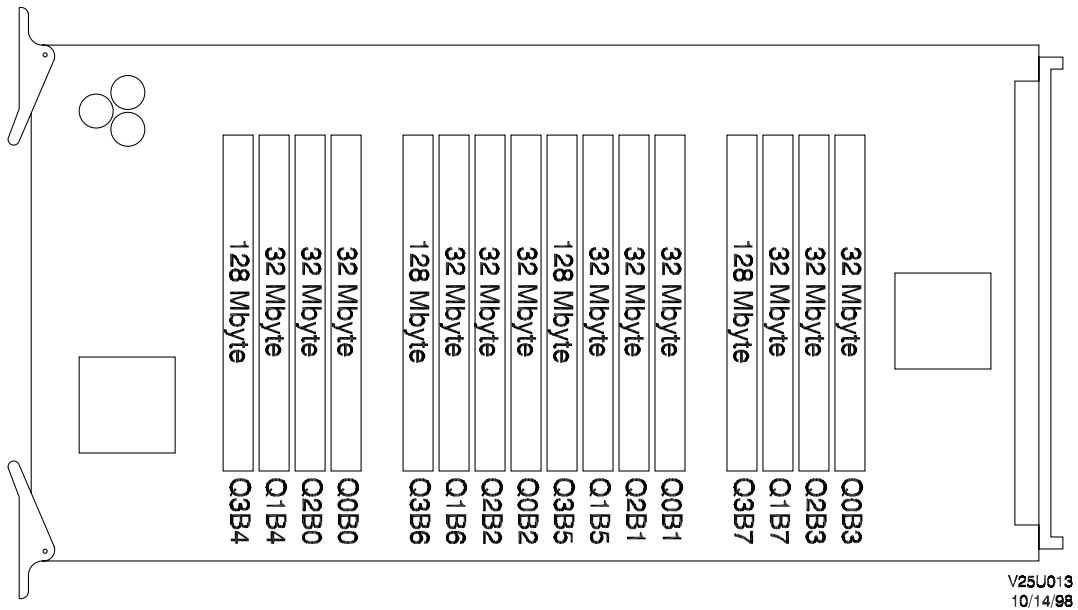 128 Mbyte
32 Mbyte
32 Mbyte
32 Mbyte
128 Mbyte
32 Mbyte
32 Mbyte
32 Mbyte
128 Mbyte
32 Mbyte
32 Mbyte
32 Mbyte
128 Mbyte
32 Mbyte
32 Mbyte
32 Mbyte
Q3B4
Q1B4
Q2B0
Q0B0
Q3B6
Q1B6
Q2B2
Q0B2
Q3B5
Q1B5
Q2B1
Q0B1
Q3B7
Q1B7
Q2B3
Q0B3
V25U013
10/14/98